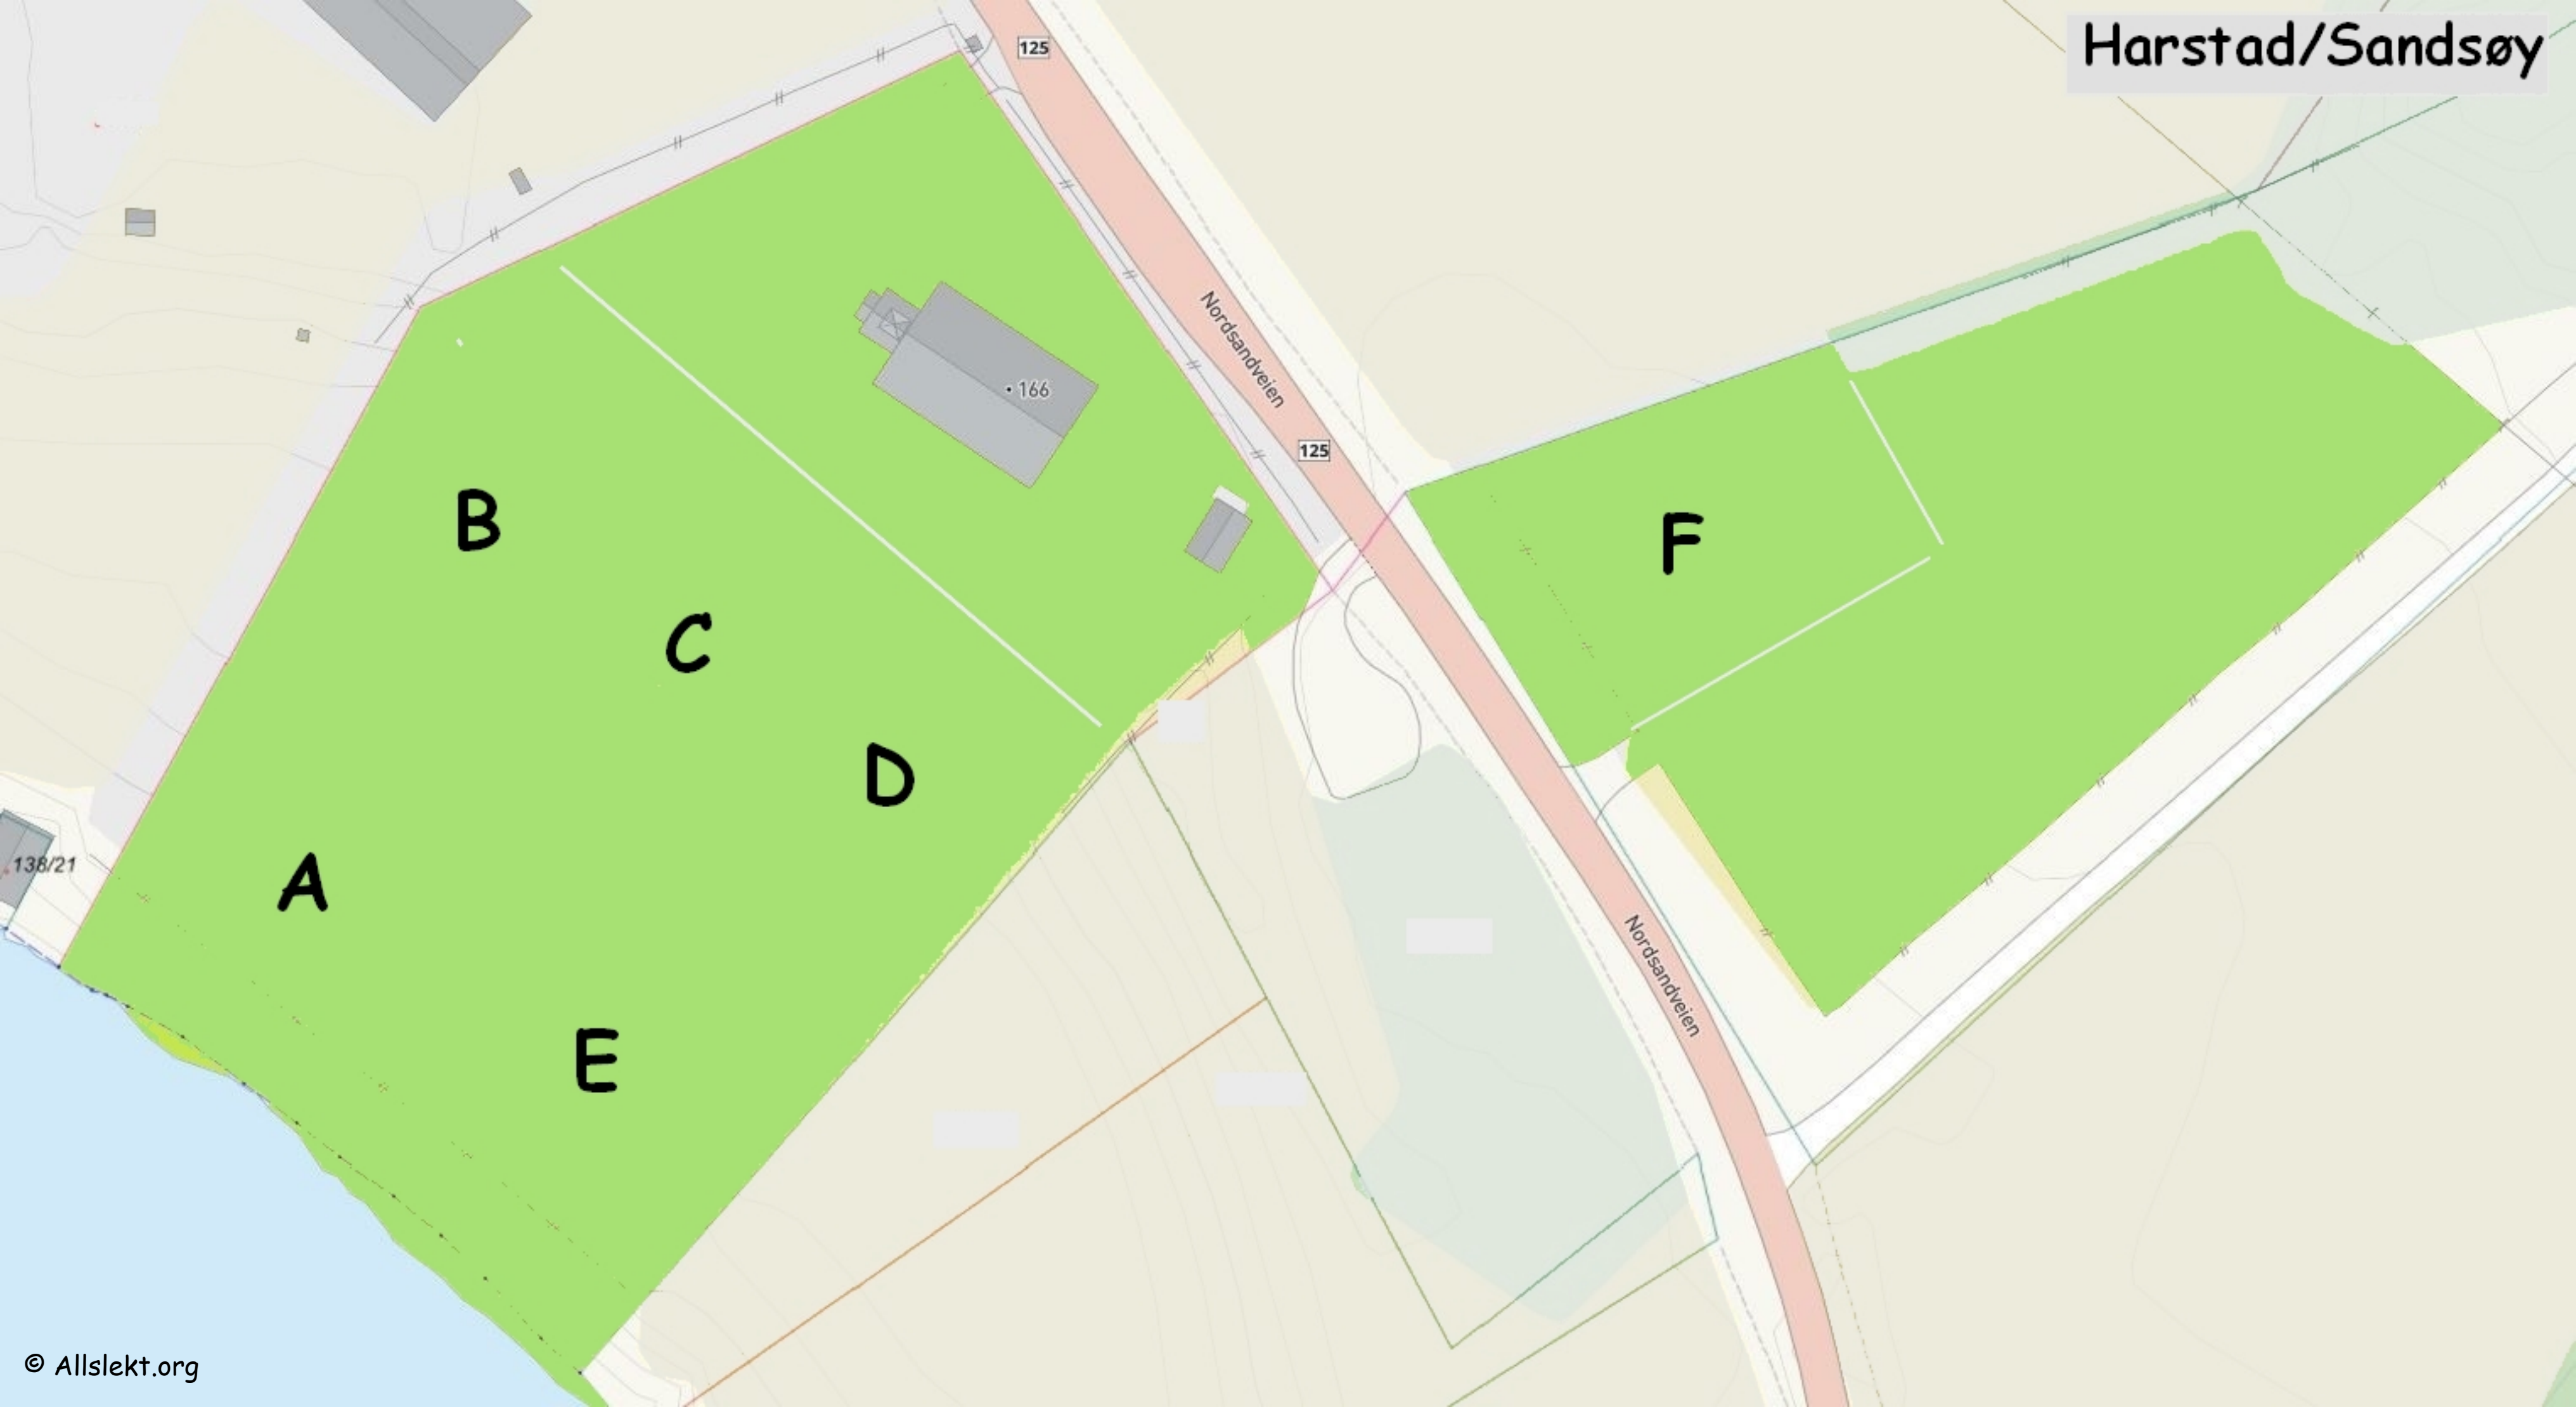 Harstad/Sandsøy
125
Nordsandveien
166
125
B
F
C
D
138/21
A
Nordsandveien
E
© Allslekt.org